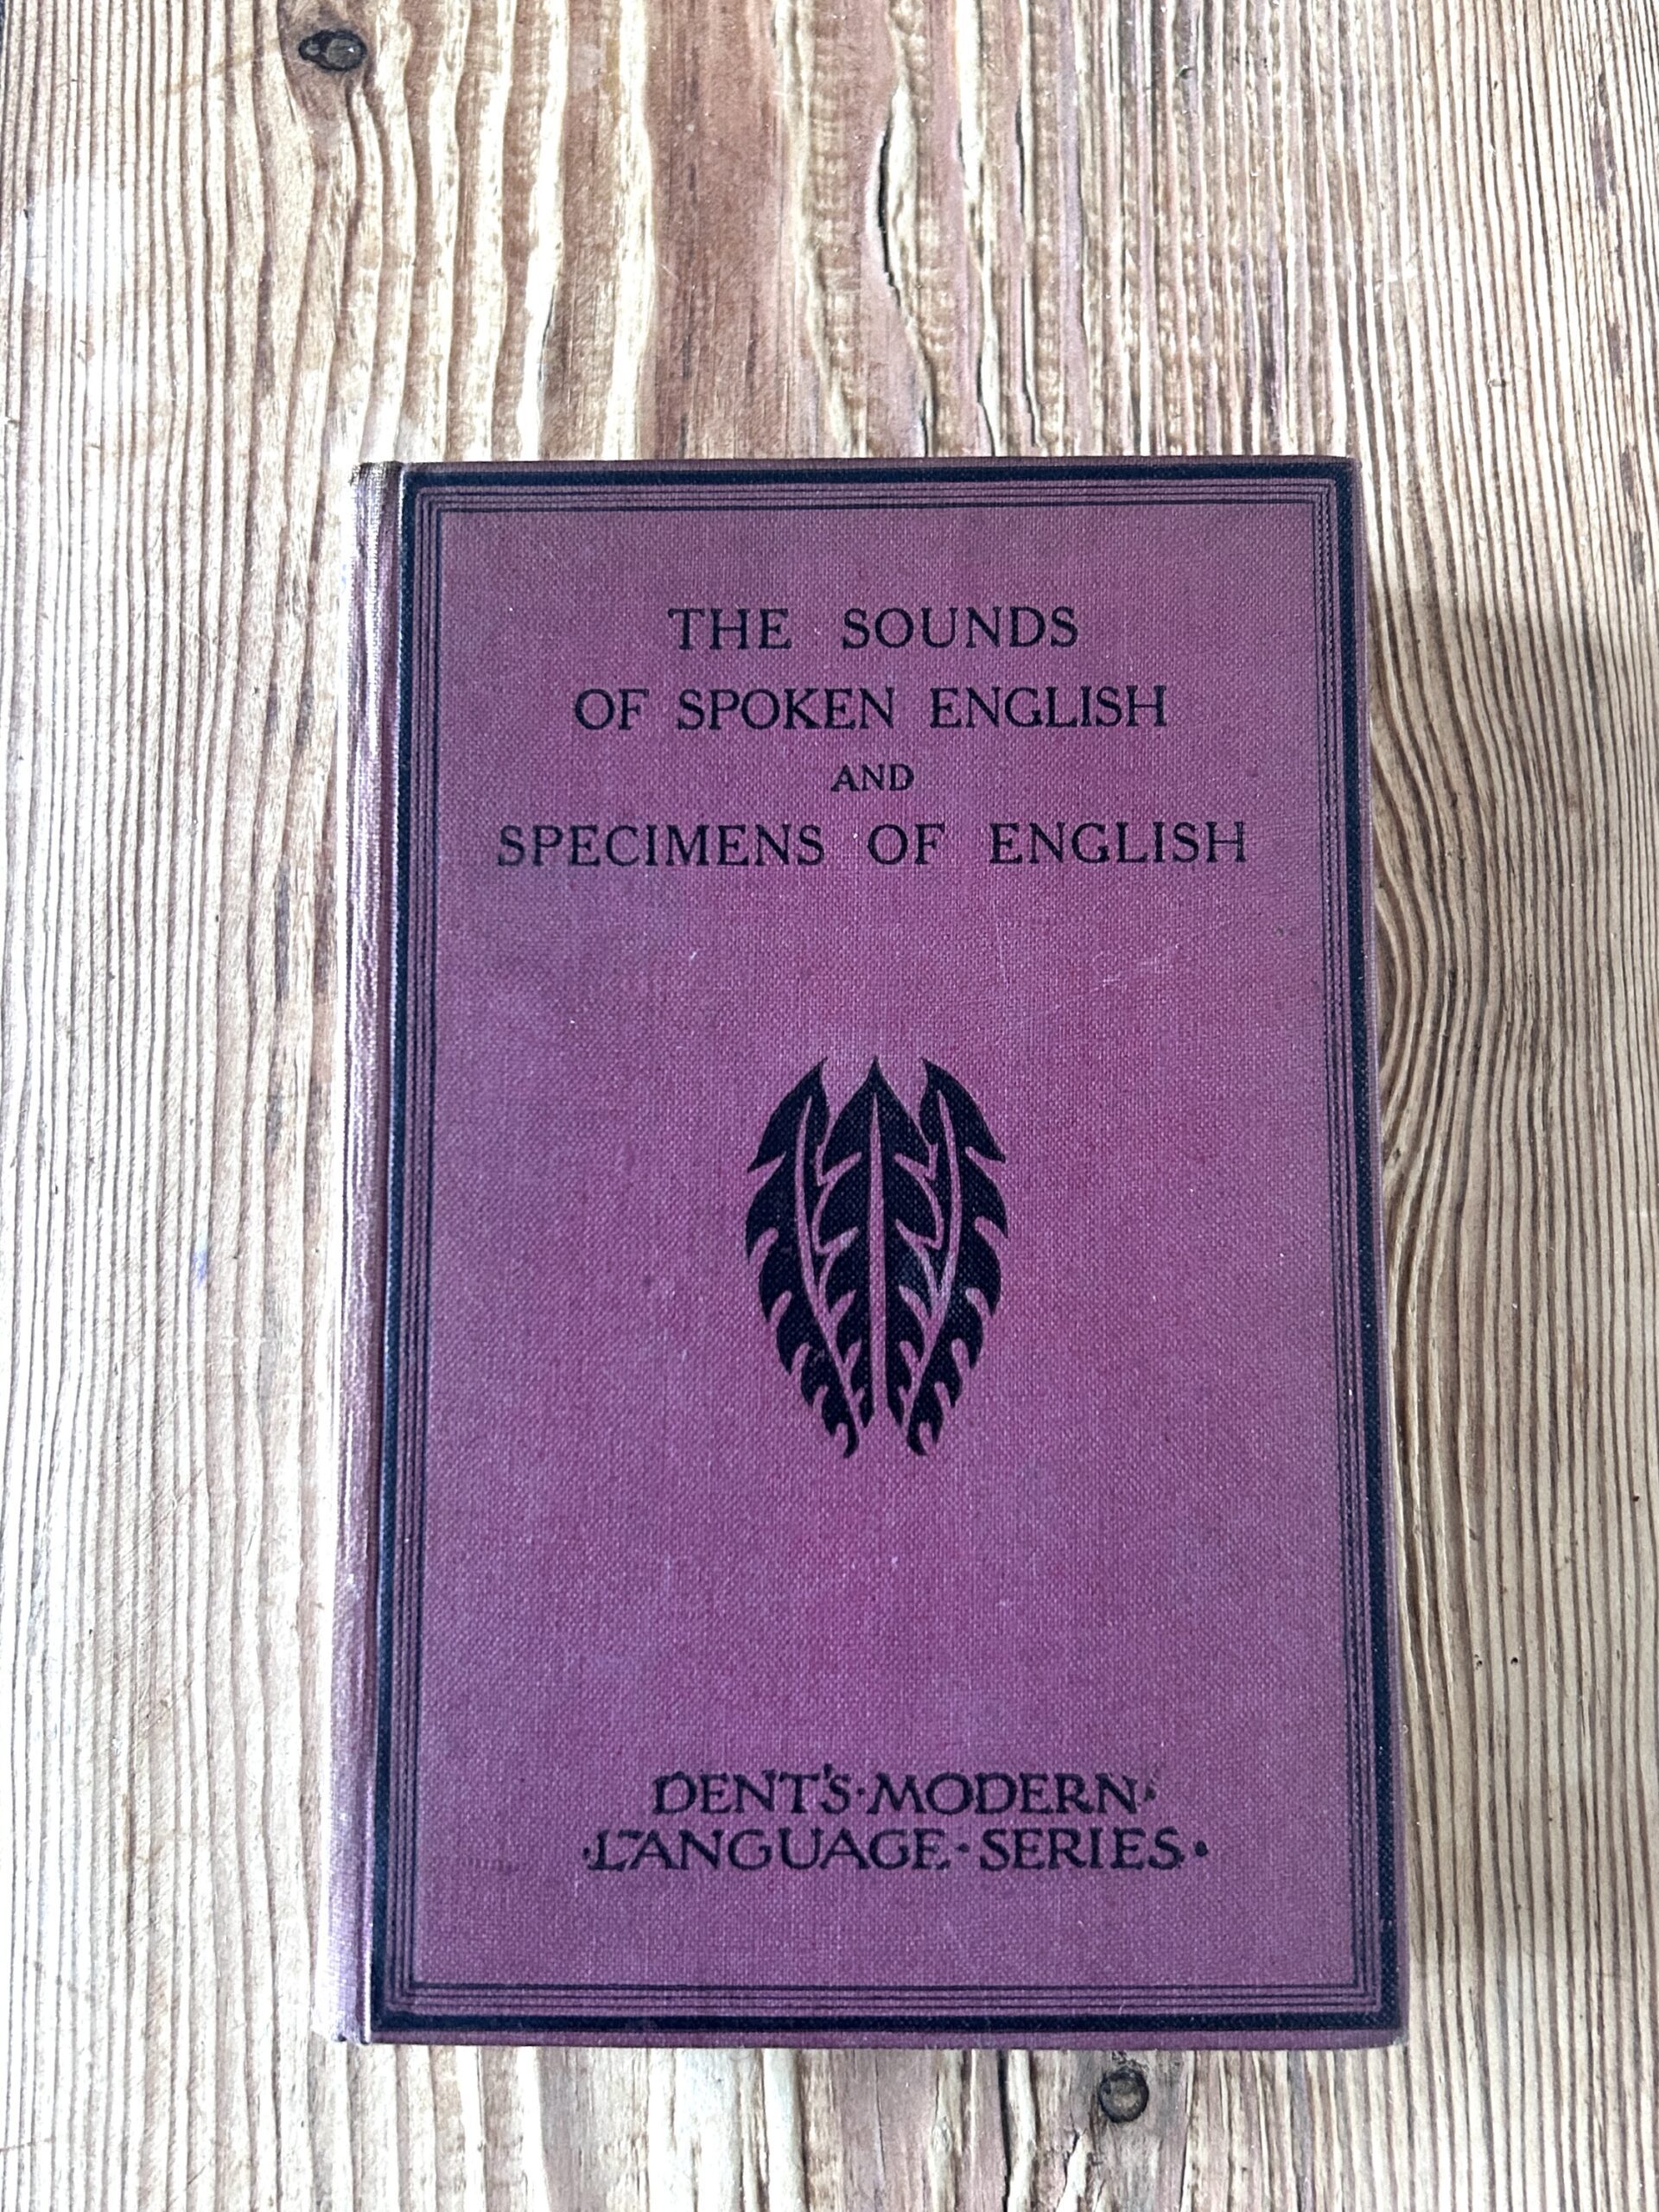 THE SOUNDS
OF SPOKEN ENGLISH
AND
SPECIMENS OF ENGLISH
DENT'S·MODERN·
·LANGUAGE·SERIES·